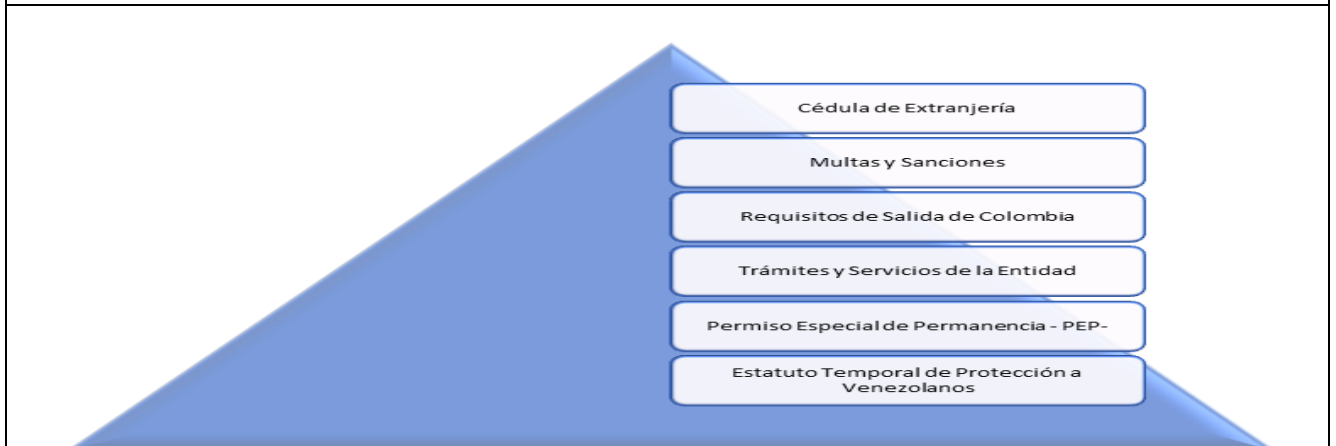 Cédula de Extranjería
Multas y Sanciones
Requisitos de Salida de Colombia
Trámites y Servicios de la Entidad
Permiso Especial de Permanencia - PEP-
Estatuto Temporal de Protección a
Venezolanos